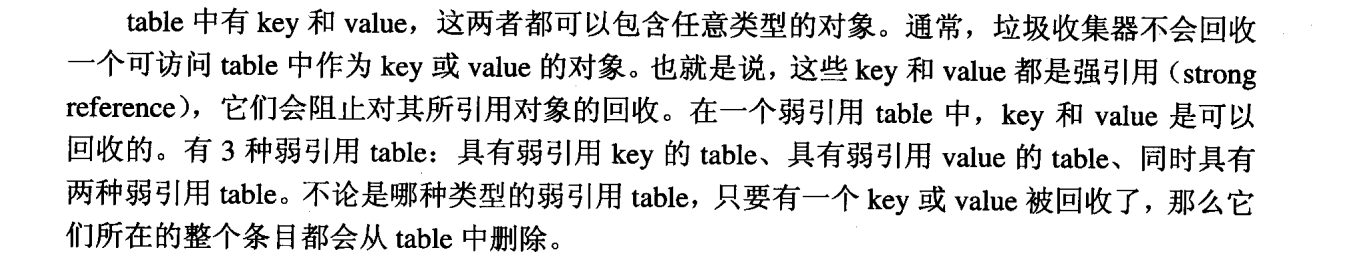 table 中有 key 和 value，这两者都可以包含任意类型的对象。通常，垃圾收集器不会回收
一个可访问 table 中作为 key 或 value 的对象。也就是说，这些 key 和 value 都是强引用（strong
reference），它们会阻止对其所引用对象的回收。在一个弱引用 table 中，key 和 value 是可以
回收的。有 3 种弱引用 table：具有弱引用 key 的 table、具有弱引用 value 的 table、同时具有
两种弱引用 table。不论是哪种类型的弱引用 table，只要有一个 key 或 value 被回收了，那么它
们所在的整个条目都会从 table 中删除。